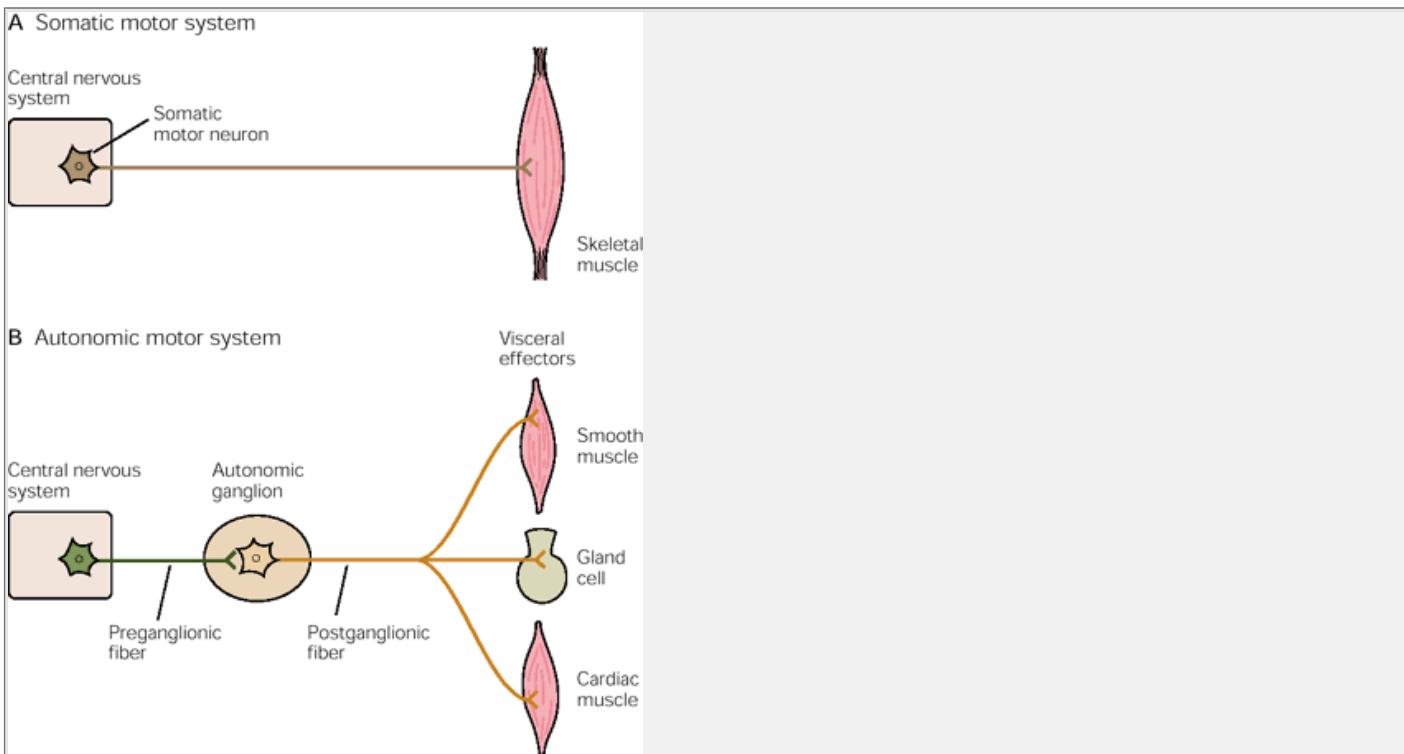 A Somatic motor system
Central nervous
system
Somatic
motor neuron
Skeletal
muscle
B Autonomic motor system
Visceral
effectors
Smooth
muscle
Central nervous
system
Autonomic
ganglion
Gland
cell
Preganglionic
fiber
Postganglionic
fiber
Cardiac
muscle